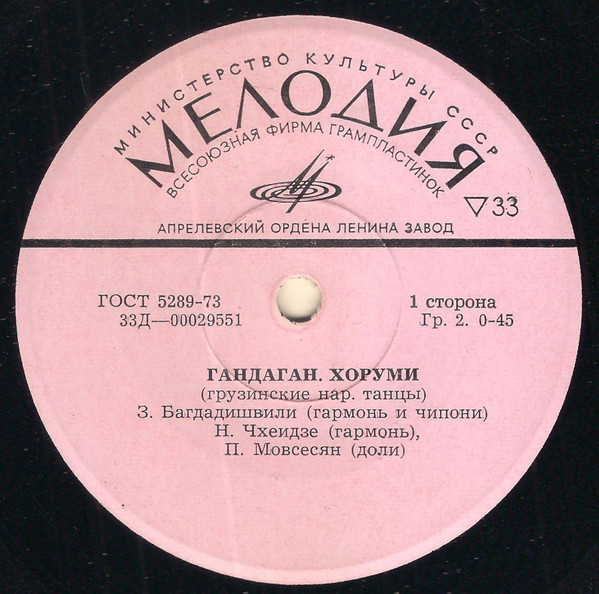 МИНИСТЕРСТВО КУЛЬТУРЫ СССР
МЕЛОДИЯ
ВСЕСОЮЗНАЯ ФИРМА ГРАМПЛАСТИНОК
▽33
АПРЕЛЕВСКИЙ ОРДЕНА ЛЕНИНА ЗАВОД
ГОСТ 5289-73
1 сторона
33Д—00029551
Гр. 2. 0-45
ГАНДАГАН. ХОРУМИ
(грузинские нар. танцы)
З. Багдадишвили (гармонь и чипони)
Н. Чхеидзе (гармонь),
П. Мовсесян (доли)